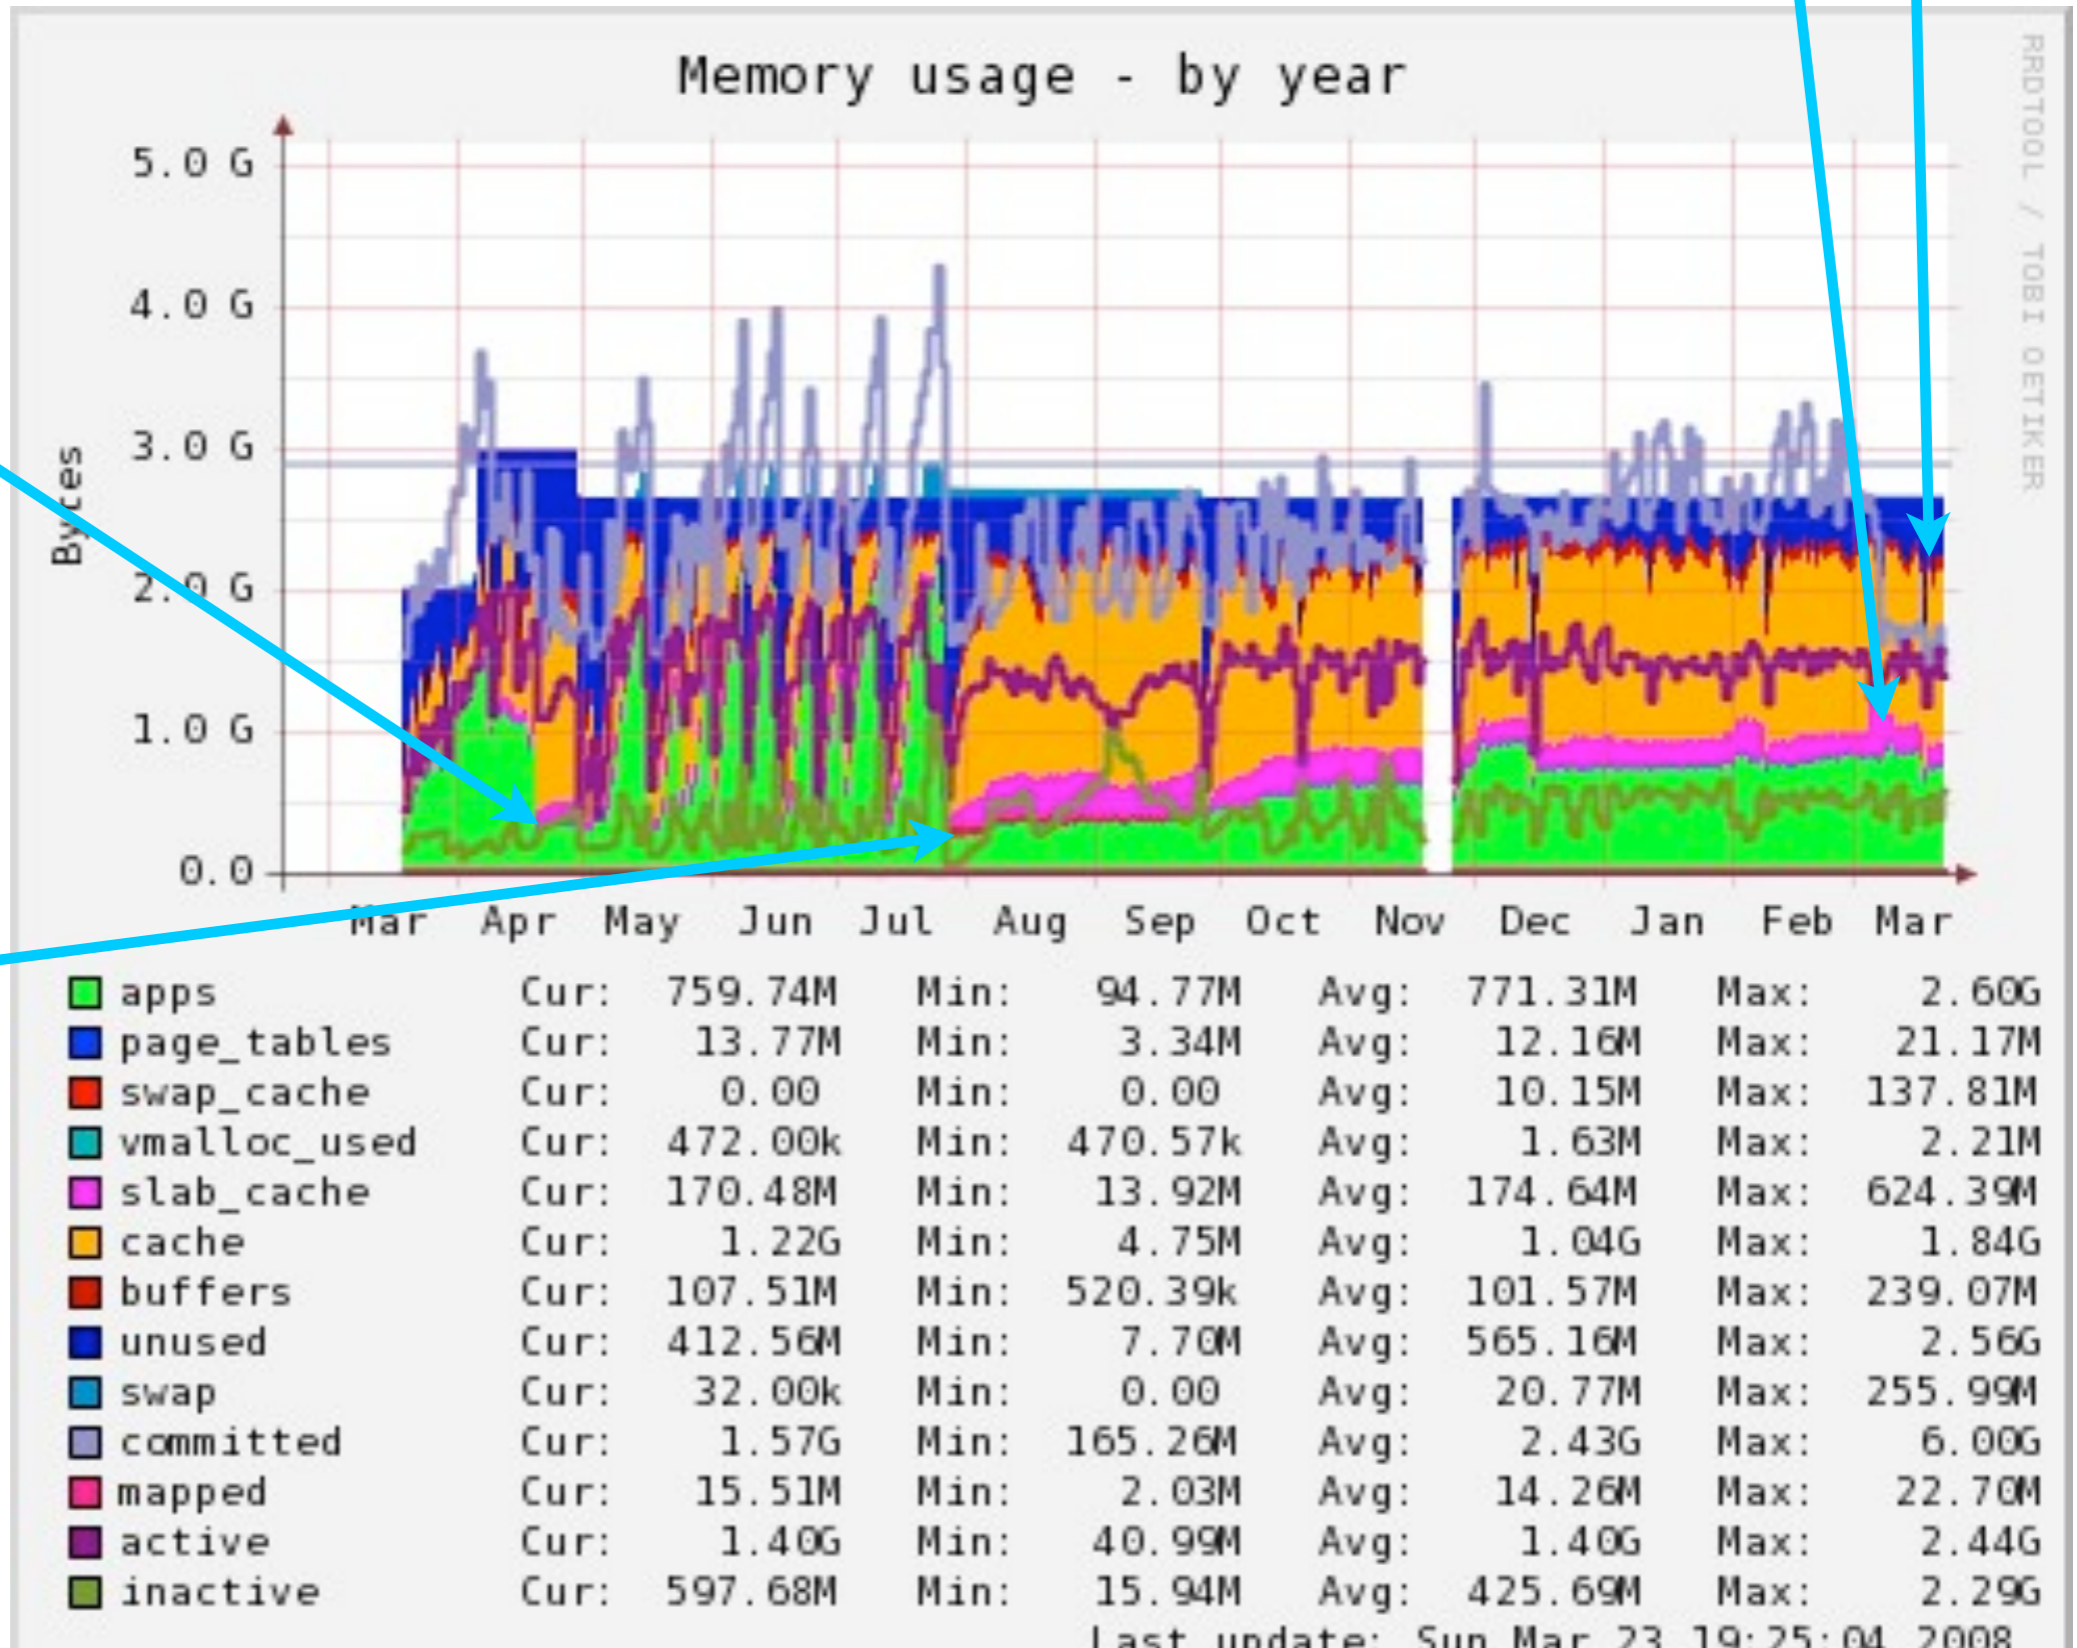 Memory usage - by year
RRDTOOL / TOBI OETIKER
Bytes
5.0 G
4.0 G
3.0 G
2.0 G
1.0 G
0.0
Mar Apr May Jun Jul Aug Sep Oct Nov Dec Jan Feb Mar
apps Cur: 759.74M Min: 94.77M Avg: 771.31M Max: 2.60G
page_tables Cur: 13.77M Min: 3.34M Avg: 12.16M Max: 21.17M
swap_cache Cur: 0.00 Min: 0.00 Avg: 10.15M Max: 137.81M
vmalloc_used Cur: 472.00k Min: 470.57k Avg: 1.63M Max: 2.21M
slab_cache Cur: 170.48M Min: 13.92M Avg: 174.64M Max: 624.39M
cache Cur: 1.22G Min: 4.75M Avg: 1.04G Max: 1.84G
buffers Cur: 107.51M Min: 520.39k Avg: 101.57M Max: 239.07M
unused Cur: 412.56M Min: 7.70M Avg: 565.16M Max: 2.56G
swap Cur: 32.00k Min: 0.00 Avg: 20.77M Max: 255.99M
committed Cur: 1.57G Min: 165.26M Avg: 2.43G Max: 6.00G
mapped Cur: 15.51M Min: 2.03M Avg: 14.26M Max: 22.70M
active Cur: 1.40G Min: 40.99M Avg: 1.40G Max: 2.44G
inactive Cur: 597.68M Min: 15.94M Avg: 425.69M Max: 2.29G
Last update: Sun Mar 23 19:25:04 2008